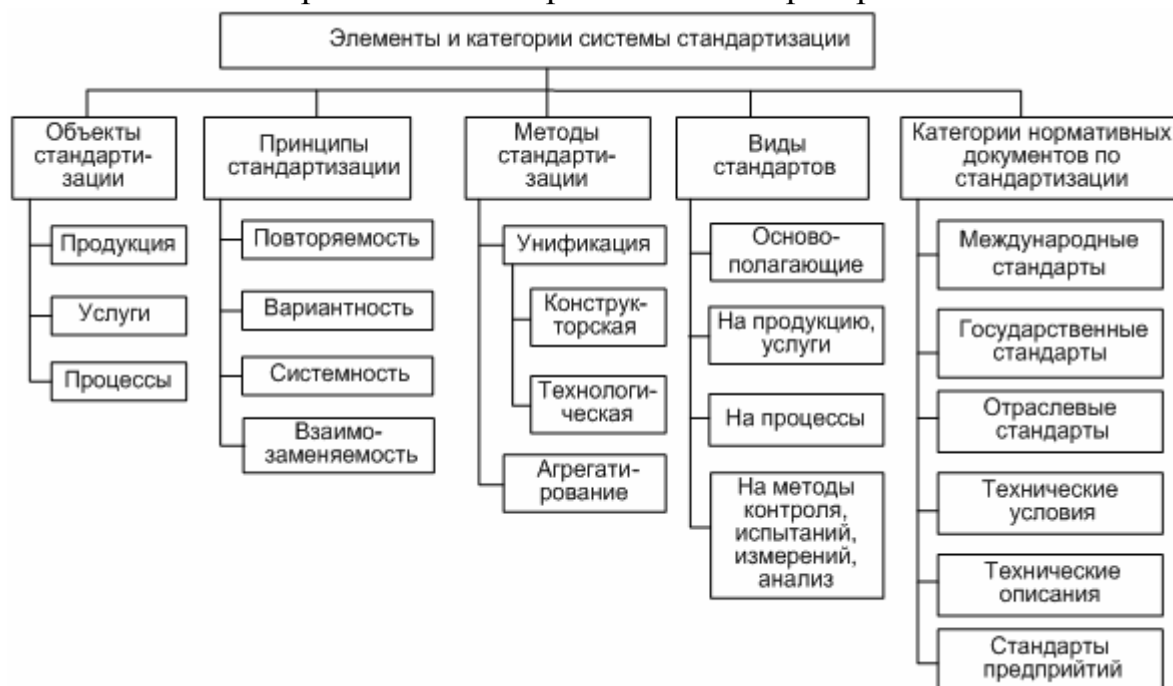 Элементы и категории системы стандартизации
Объекты
стандарти-
зации
Принципы
стандартизации
Методы
стандарти-
зации
Виды
стандартов
Категории нормативных
документов по
стандартизации
Продукция
Услуги
Процессы
Повторяемость
Вариантность
Системность
Взаимо-
заменяемость
Унификация
Конструк-
торская
Технологи-
ческая
Агрегати-
рование
Осново-
полагающие
На продукцию,
услуги
На процессы
На методы
контроля,
испытаний,
измерений,
анализ
Международные
стандарты
Государственные
стандарты
Отраслевые
стандарты
Технические
условия
Технические
описания
Стандарты
предприйтий